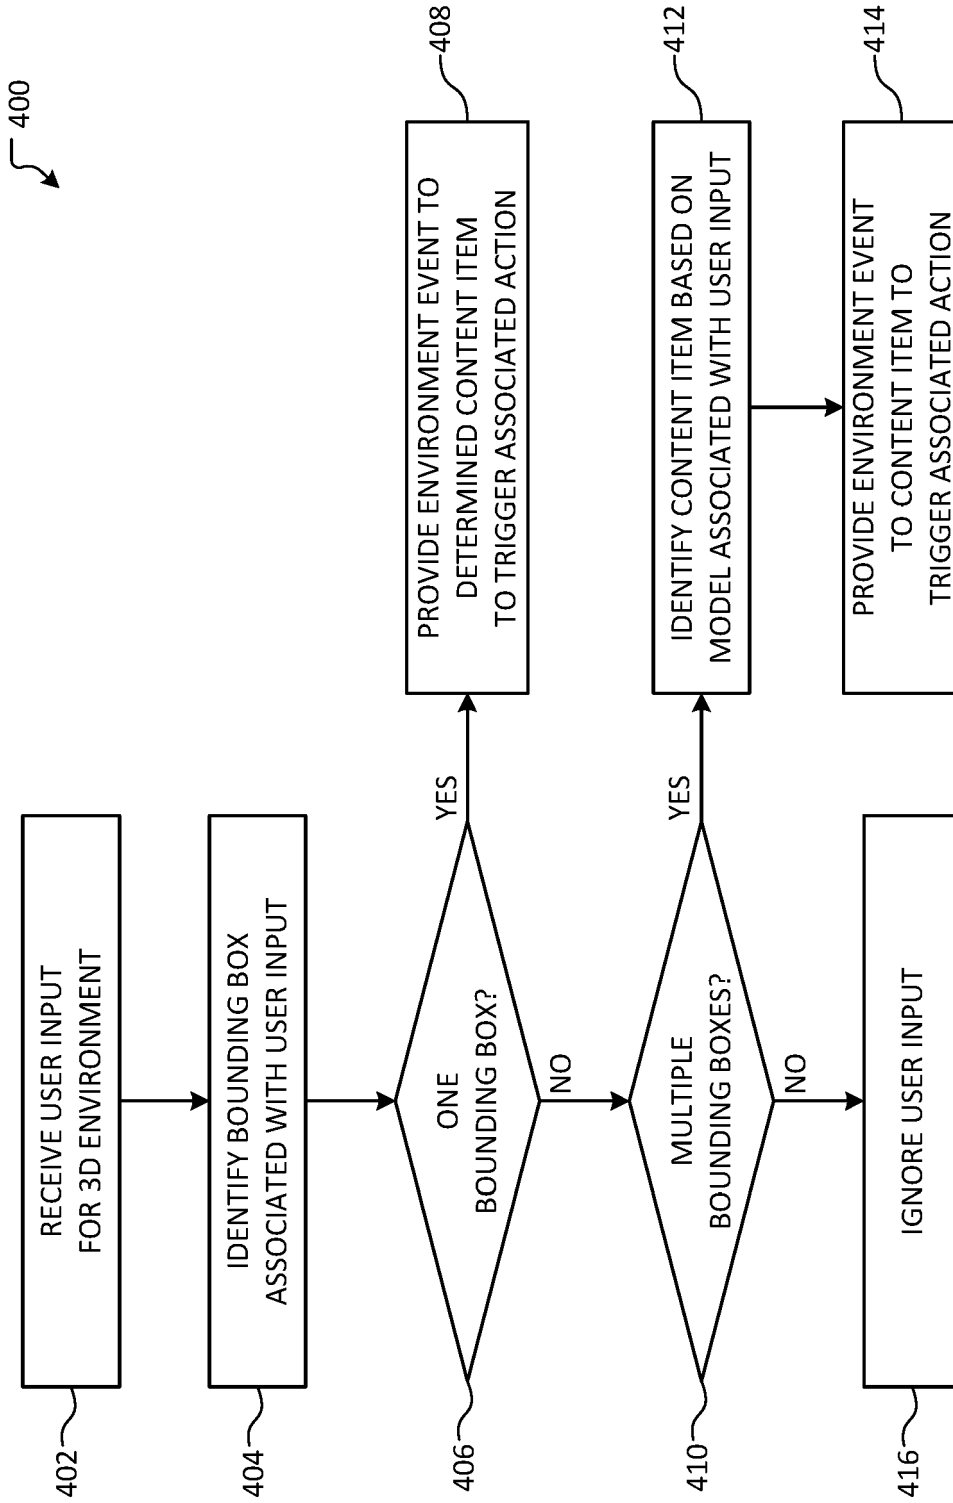 400
402
RECEIVE USER INPUT
FOR 3D ENVIRONMENT
404
IDENTIFY BOUNDING BOX
ASSOCIATED WITH USER INPUT
406
ONE
BOUNDING BOX?
YES
NO
408
PROVIDE ENVIRONMENT EVENT TO
DETERMINED CONTENT ITEM
TO TRIGGER ASSOCIATED ACTION
410
MULTIPLE
BOUNDING BOXES?
YES
NO
412
IDENTIFY CONTENT ITEM BASED ON
MODEL ASSOCIATED WITH USER INPUT
414
PROVIDE ENVIRONMENT EVENT
TO CONTENT ITEM TO
TRIGGER ASSOCIATED ACTION
416
IGNORE USER INPUT